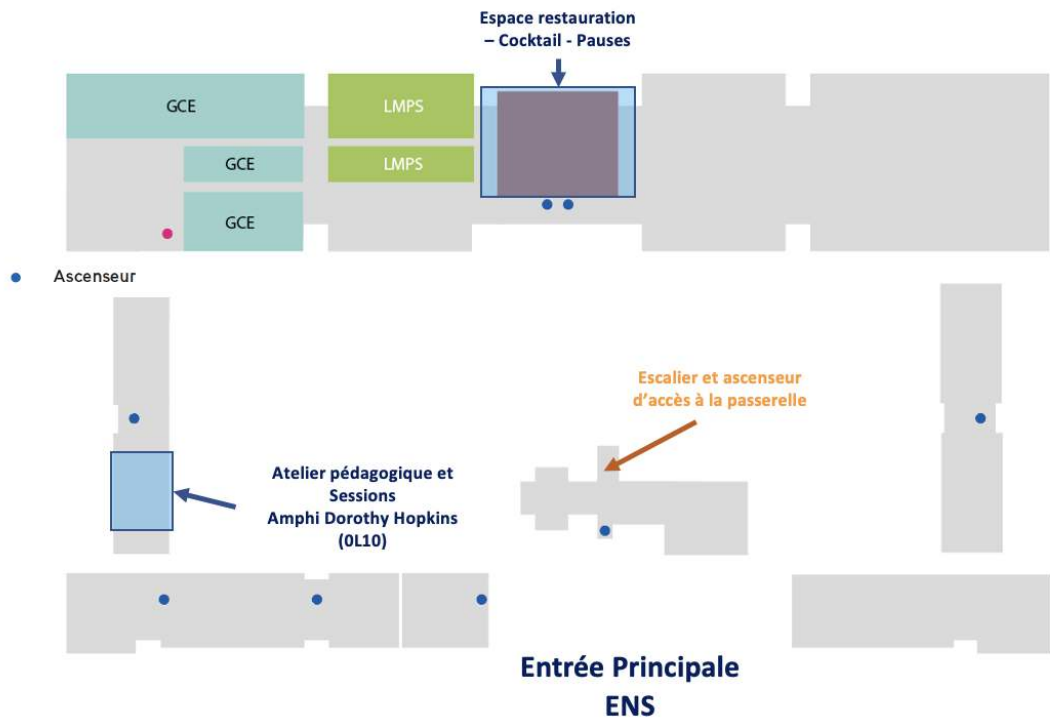 Espace restauration
– Cocktail - Pauses
GCE
LMPS
GCE
LMPS
GCE
Ascenseur
Escalier et ascenseur
d'accès à la passerelle
Atelier pédagogique et
Sessions
Amphi Dorothy Hopkins
(0L10)
Entrée Principale
ENS